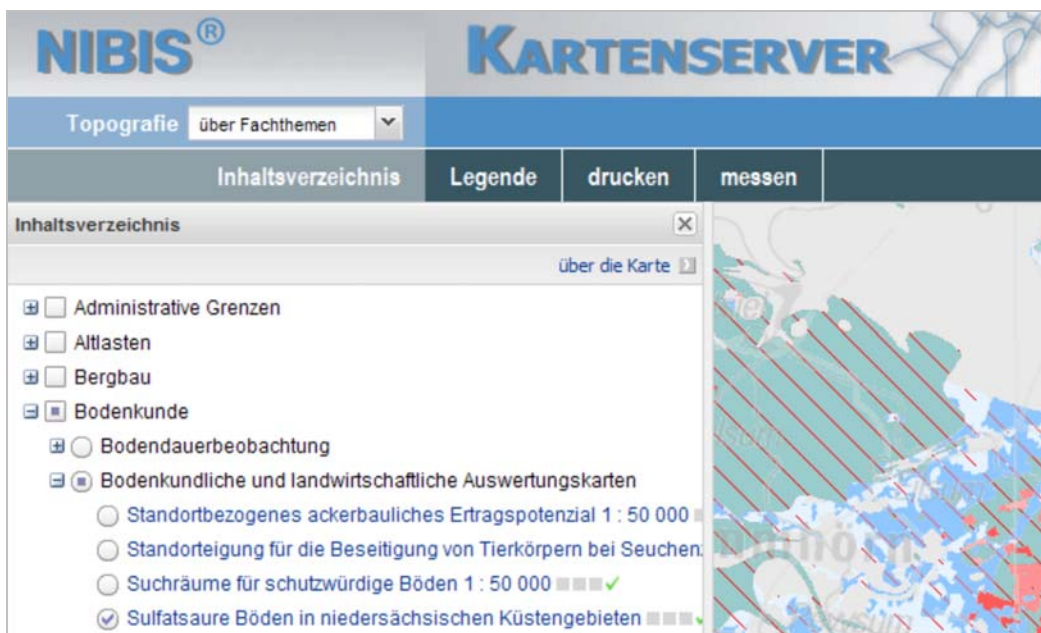 NIBIS®
KARTENSERVER
Topografie über Fachthemen
Inhaltsverzeichnis Legende drucken messen
Inhaltsverzeichnis
über die Karte
Administrative Grenzen
Altlasten
Bergbau
Bodenkunde
Bodendauerbeobachtung
Bodenkundliche und landwirtschaftliche Auswertungskarten
Standortbezogenes ackerbauliches Ertragspotenzial 1 : 50 000
Standorteigung für die Beseitigung von Tierkörpern bei Seuchen
Suchräume für schutzwürdige Böden 1 : 50 000
Sulfatsaure Böden in niedersächsischen Küstengebieten